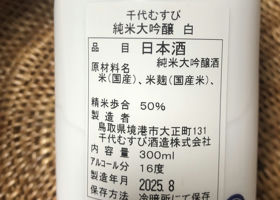 千代むすび
純米大吟醸 白
品目 日本酒
純米大吟醸酒
原材料名
米(国産)、米麹(国産米)、
精米歩合 50%
製造者
鳥取県境港市大正町131
千代むすび酒造株式会社
内容量 300ml
アルコール分 16度
製造年月 2025.8
保存方法 冷暗所にて保存